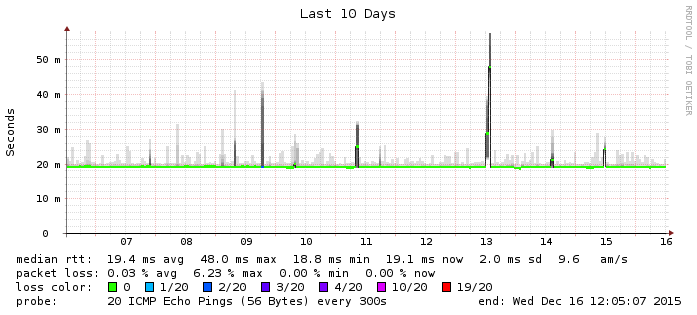 Last 10 Days
RRDTOOL / TOBI OETIKER
Seconds
50 m
40 m
30 m
20 m
10 m
0
07 08 09 10 11 12 13 14 15 16
median rtt: 19.4 ms avg 48.0 ms max 18.8 ms min 19.1 ms now 2.0 ms sd 9.6 am/s
packet loss: 0.03 % avg 6.23 % max 0.00 % min 0.00 % now
loss color: 0 1/20 2/20 3/20 4/20 10/20 19/20
probe: 20 ICMP Echo Pings (56 Bytes) every 300s end: Wed Dec 16 12:05:07 2015